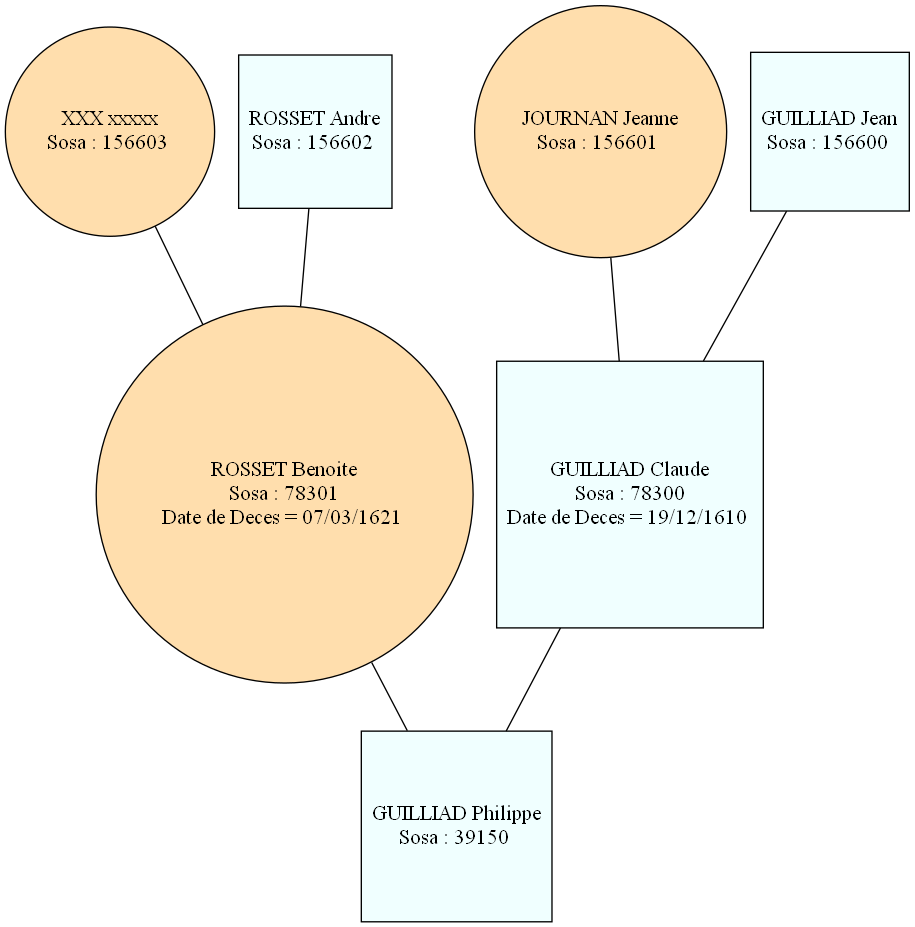 XXX xxxxx
Sosa : 156603
ROSSET Andre
Sosa : 156602
JOURNAN Jeanne
Sosa : 156601
GUILLIAD Jean
Sosa : 156600
ROSSET Benoite
Sosa : 78301
Date de Deces = 07/03/1621
GUILLIAD Claude
Sosa : 78300
Date de Deces = 19/12/1610
GUILLIAD Philippe
Sosa : 39150